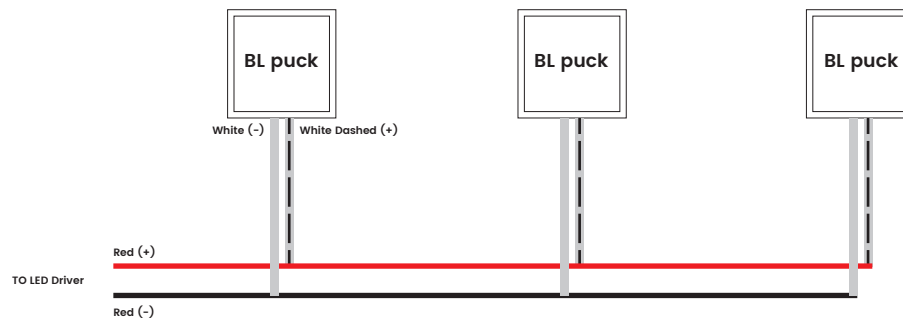 BL puck
BL puck
BL puck
White (-)
White Dashed (+)
Red (+)
TO LED Driver
Red (-)